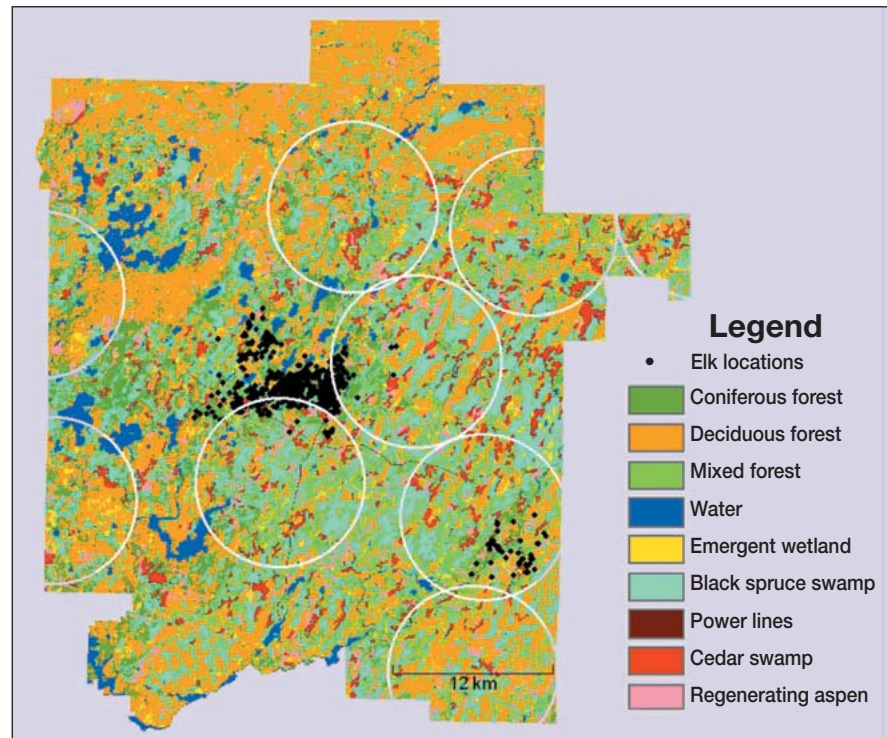 Legend
Elk locations
Coniferous forest
Deciduous forest
Mixed forest
Water
Emergent wetland
Black spruce swamp
Power lines
Cedar swamp
Regenerating aspen
12 km